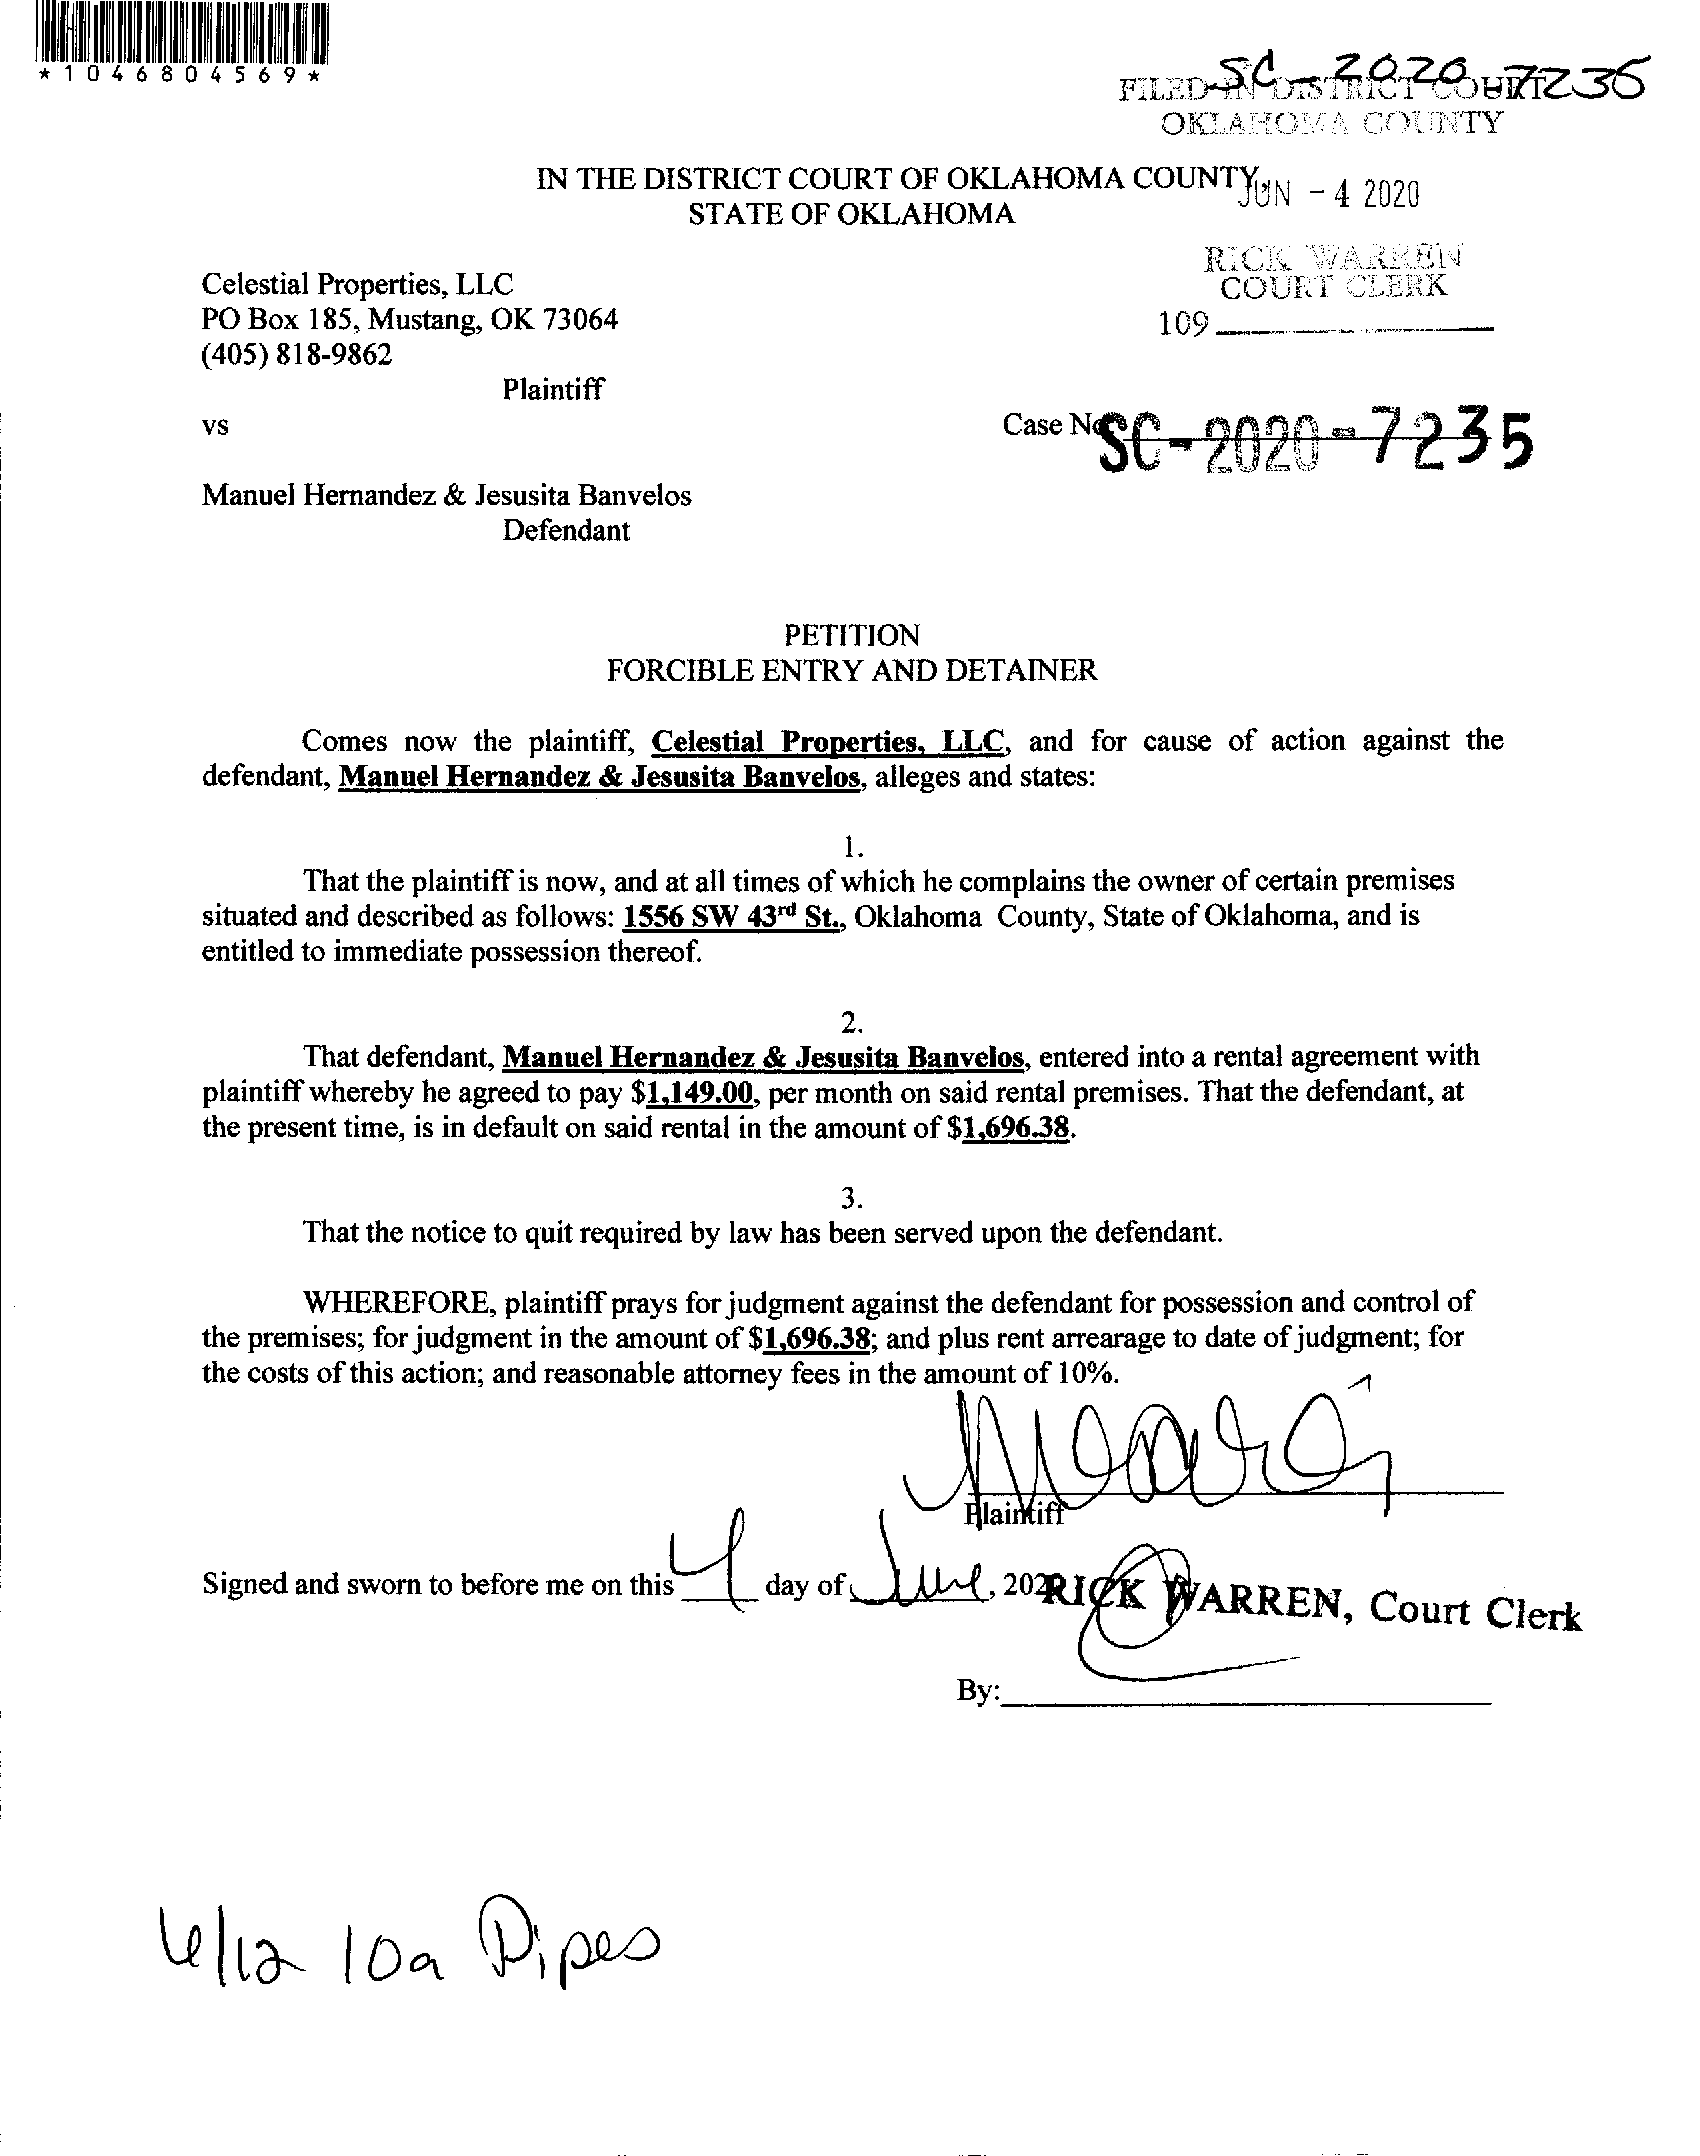 *1046804569*
SC-2020-7236
FILED IN DISTRICT COURT
OKLAHOMA COUNTY
IN THE DISTRICT COURT OF OKLAHOMA COUNTY
JUN - 4 2020
STATE OF OKLAHOMA
RICK WARREN
COURT CLERK
109
Celestial Properties, LLC
PO Box 185, Mustang, OK 73064
(405) 818-9862
Plaintiff
vs
Case No
SC-2020-7235
Manuel Hernandez & Jesusita Banvelos
Defendant
PETITION
FORCIBLE ENTRY AND DETAINER
Comes now the plaintiff, Celestial Properties, LLC, and for cause of action against the
defendant, Manuel Hernandez & Jesusita Banvelos, alleges and states:
1.
That the plaintiff is now, and at all times of which he complains the owner of certain premises
situated and described as follows: 1556 SW 43rd St., Oklahoma County, State of Oklahoma, and is
entitled to immediate possession thereof.
2.
That defendant, Manuel Hernandez & Jesusita Banvelos, entered into a rental agreement with
plaintiff whereby he agreed to pay $1,149.00, per month on said rental premises. That the defendant, at
the present time, is in default on said rental in the amount of $1,696.38.
3.
That the notice to quit required by law has been served upon the defendant.
WHEREFORE, plaintiff prays for judgment against the defendant for possession and control of
the premises; for judgment in the amount of $1,696.38; and plus rent arrearage to date of judgment; for
the costs of this action; and reasonable attorney fees in the amount of 10%.
Plaintiff
Signed and sworn to before me on this 4 day of June, 202
RICK WARREN, Court Clerk
By:
6/12 10a Pipes